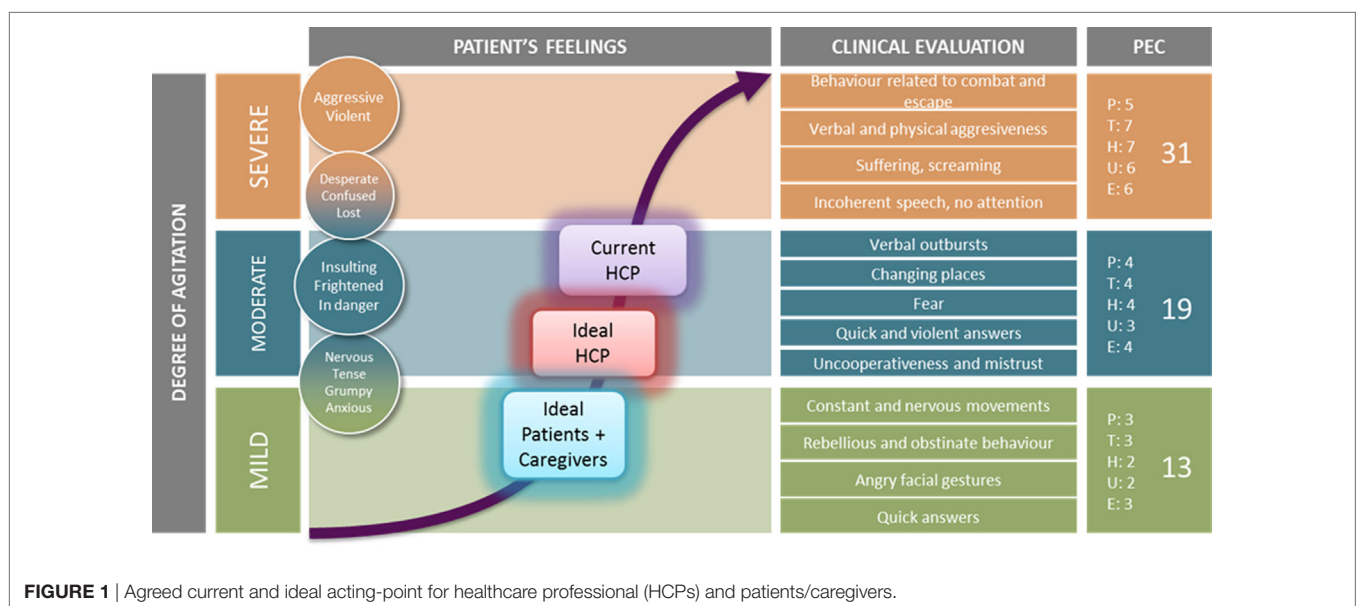 PATIENT'S FEELINGS
CLINICAL EVALUATION
PEC
DEGREE OF AGITATION
SEVERE
Aggressive
Violent
Desperate
Confused
Lost
Behaviour related to combat and
escape
Verbal and physical aggresiveness
Suffering, screaming
Incoherent speech, no attention
P: 5
T: 7
H: 7
U: 6
E: 6
31
MODERATE
Insulting
Frightened
In danger
Nervous
Tense
Grumpy
Anxious
Current
HCP
Ideal
HCP
Verbal outbursts
Changing places
Fear
Quick and violent answers
Uncooperativeness and mistrust
P: 4
T: 4
H: 4
U: 3
E: 4
19
MILD
Ideal
Patients +
Caregivers
Constant and nervous movements
Rebellious and obstinate behaviour
Angry facial gestures
Quick answers
P: 3
T: 3
H: 2
U: 2
E: 3
13
FIGURE 1 | Agreed current and ideal acting-point for healthcare professional (HCPs) and patients/caregivers.